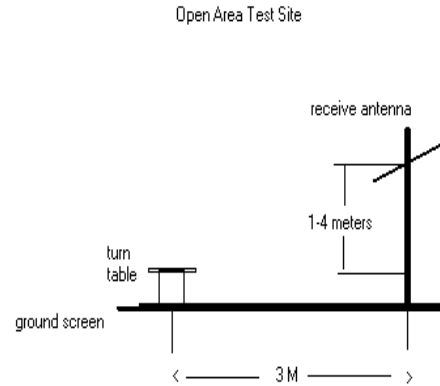 Open Area Test Site
receive antenna
1-4 meters
turn
table
ground screen
3 M